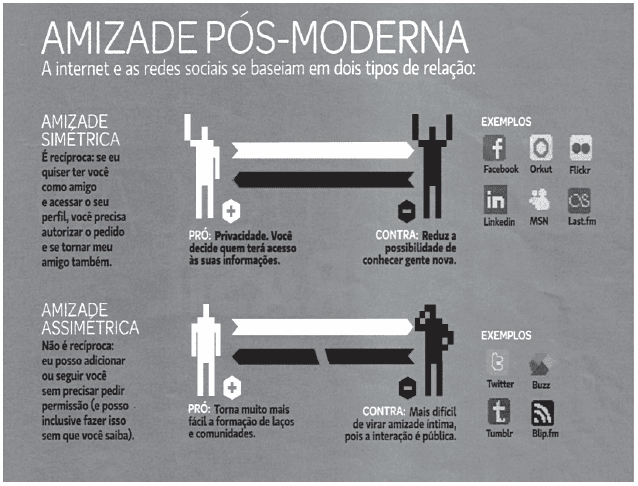 AMIZADE PÓS-MODERNA
A internet e as redes sociais se baseiam em dois tipos de relação:
AMIZADE
SIMÉTRICA
É recíproca: se eu
quiser ter você
como amigo
e acessar o seu
perfil, você precisa
autorizar o pedido
e se tornar meu
amigo também.
PRÓ: Privacidade. Você
decide quem terá acesso
às suas informações.
CONTRA: Reduz a
possibilidade de
conhecer gente nova.
EXEMPLOS
Facebook Orkut Flickr
Linkedin MSN Last.fm
AMIZADE
ASSIMÉTRICA
Não é recíproca:
eu posso adicionar
ou seguir você
sem precisar pedir
permissão (e posso
inclusive fazer isso
sem que você saiba).
PRÓ: Torna muito mais
fácil a formação de laços
e comunidades.
CONTRA: Mais difícil
de virar amizade íntima,
pois a interação é pública.
EXEMPLOS
Twitter Buzz
Tumblr Blip.fm